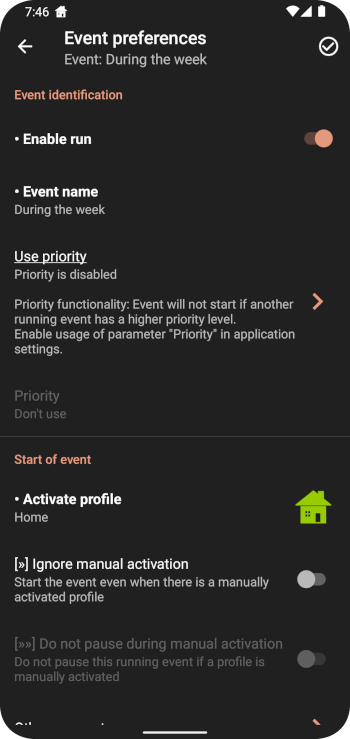 7:46
Event preferences
Event: During the week
Event identification
• Enable run
• Event name
During the week
Use priority
Priority is disabled
Priority functionality: Event will not start if another
running event has a higher priority level.
Enable usage of parameter "Priority" in application
settings.
Priority
Don't use
Start of event
• Activate profile
Home
[»] Ignore manual activation
Start the event even when there is a manually
activated profile
[»»] Do not pause during manual activation
Do not pause this running event if a profile is
manually activated